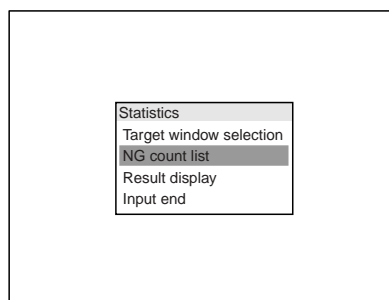 Statistics
Target window selection
NG count list
Result display
Input end